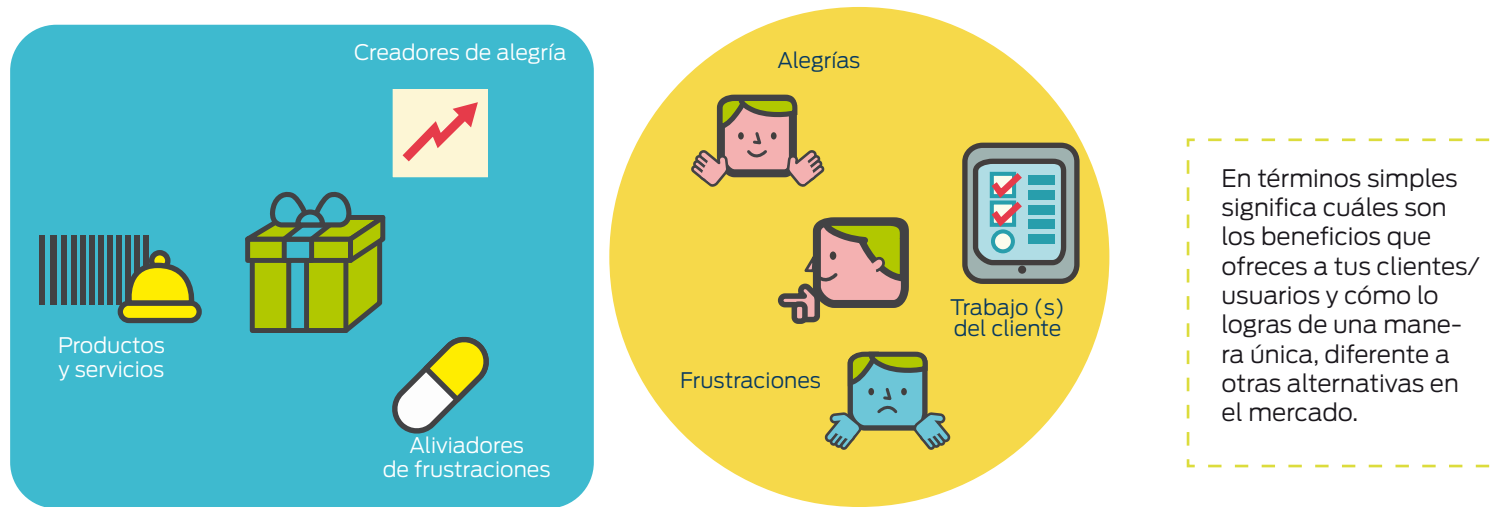 Creadores de alegría
Productos
y servicios
Aliviadores
de frustraciones
Alegrías
Trabajo (s)
del cliente
Frustraciones
En términos simples
significa cuáles son
los beneficios que
ofreces a tus clientes/
usuarios y cómo lo
logras de una mane-
ra única, diferente a
otras alternativas en
el mercado.